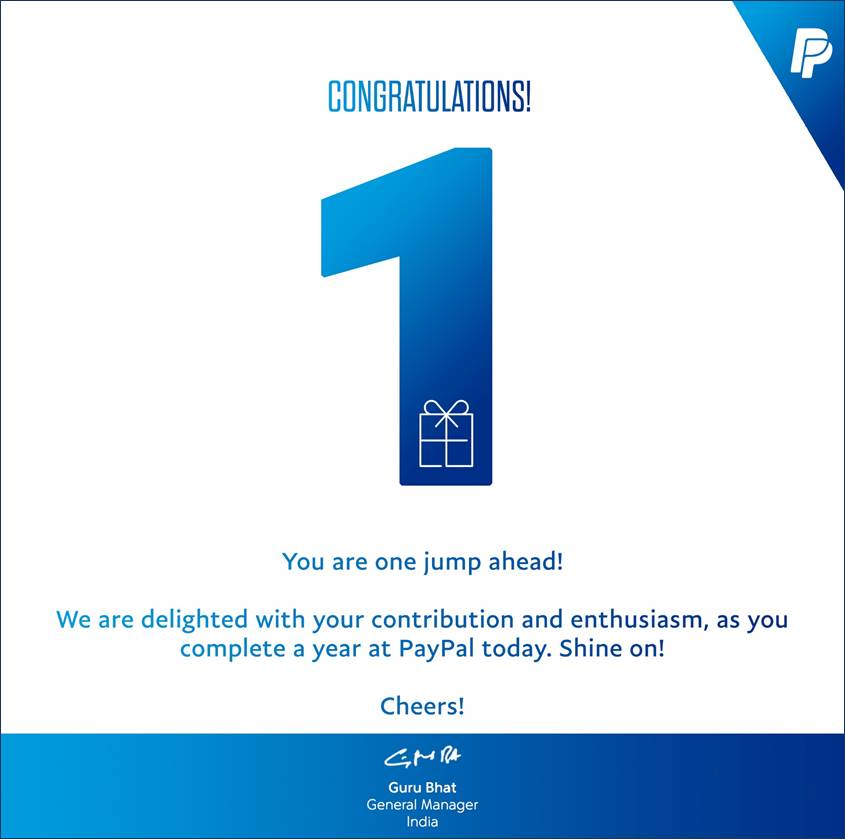 CONGRATULATIONS!
1
You are one jump ahead!
We are delighted with your contribution and enthusiasm, as you
complete a year at PayPal today. Shine on!
Cheers!
Guru Bhat
General Manager
India